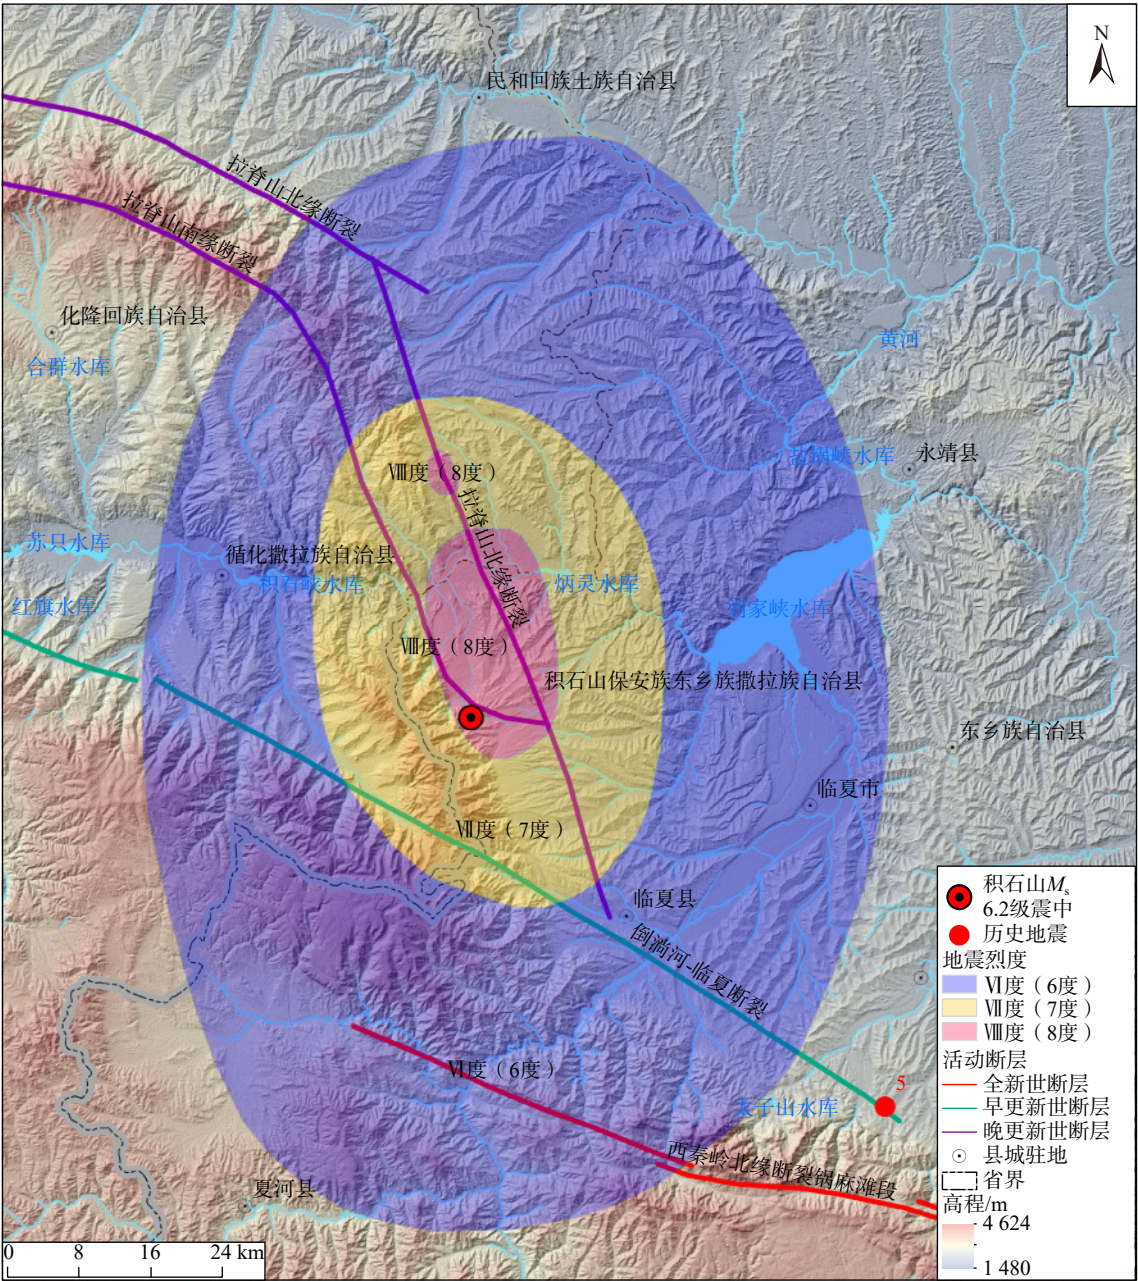 N
民和回族土族自治县
拉脊山北缘断裂
拉脊山南缘断裂
化隆回族自治县
合群水库
黄河
盐锅峡水库
永靖县
Ⅷ度（8度）
拉脊山北缘断裂
苏只水库
循化撒拉族自治县
积石峡水库
炳灵水库
红旗水库
刘家峡水库
Ⅷ度（8度）
积石山保安族东乡族撒拉族自治县
东乡族自治县
临夏市
Ⅶ度（7度）
临夏县
倒淌河-临夏断裂
Ⅵ度（6度）
5
太子山水库
西秦岭北缘断裂锅麻滩段
夏河县
0 8 16 24 km
积石山Ms
6.2级震中
历史地震
地震烈度
Ⅵ度（6度）
Ⅶ度（7度）
Ⅷ度（8度）
活动断层
全新世断层
早更新世断层
晚更新世断层
县城驻地
省界
高程/m
4 624
1 480